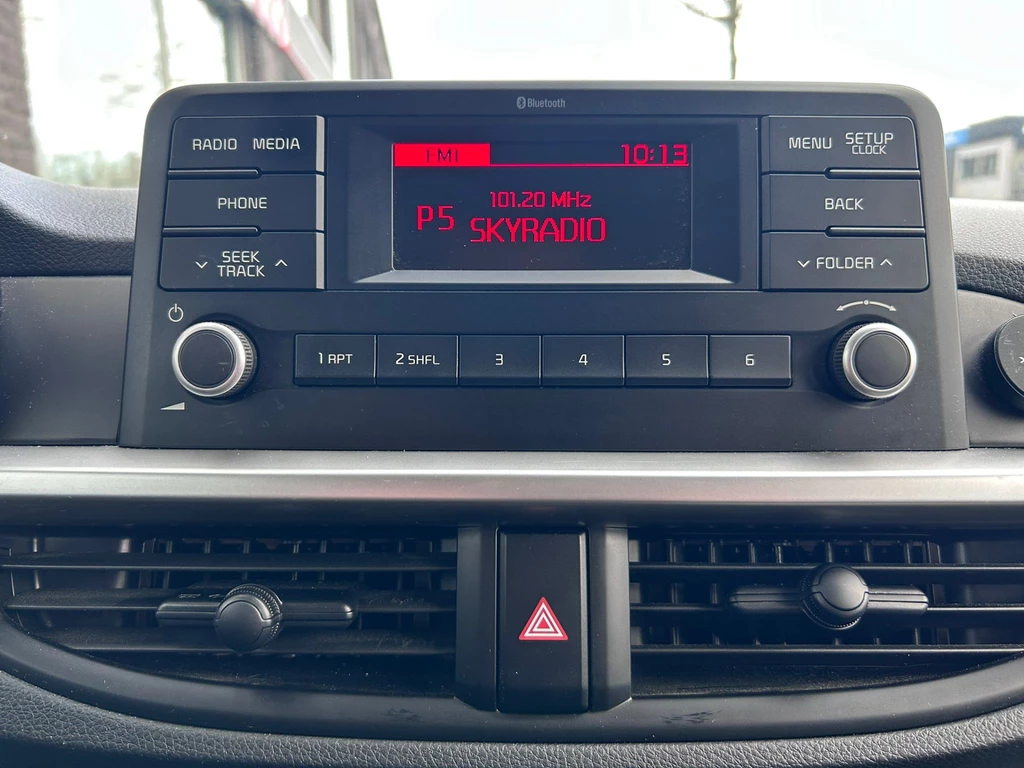 Bluetooth
RADIO MEDIA
PHONE
SEEK
TRACK
FM1 10:13
101.20 MHz
P5 SKYRADIO
MENU SETUP
CLOCK
BACK
FOLDER
1 RPT 2 SHFL 3 4 5 6